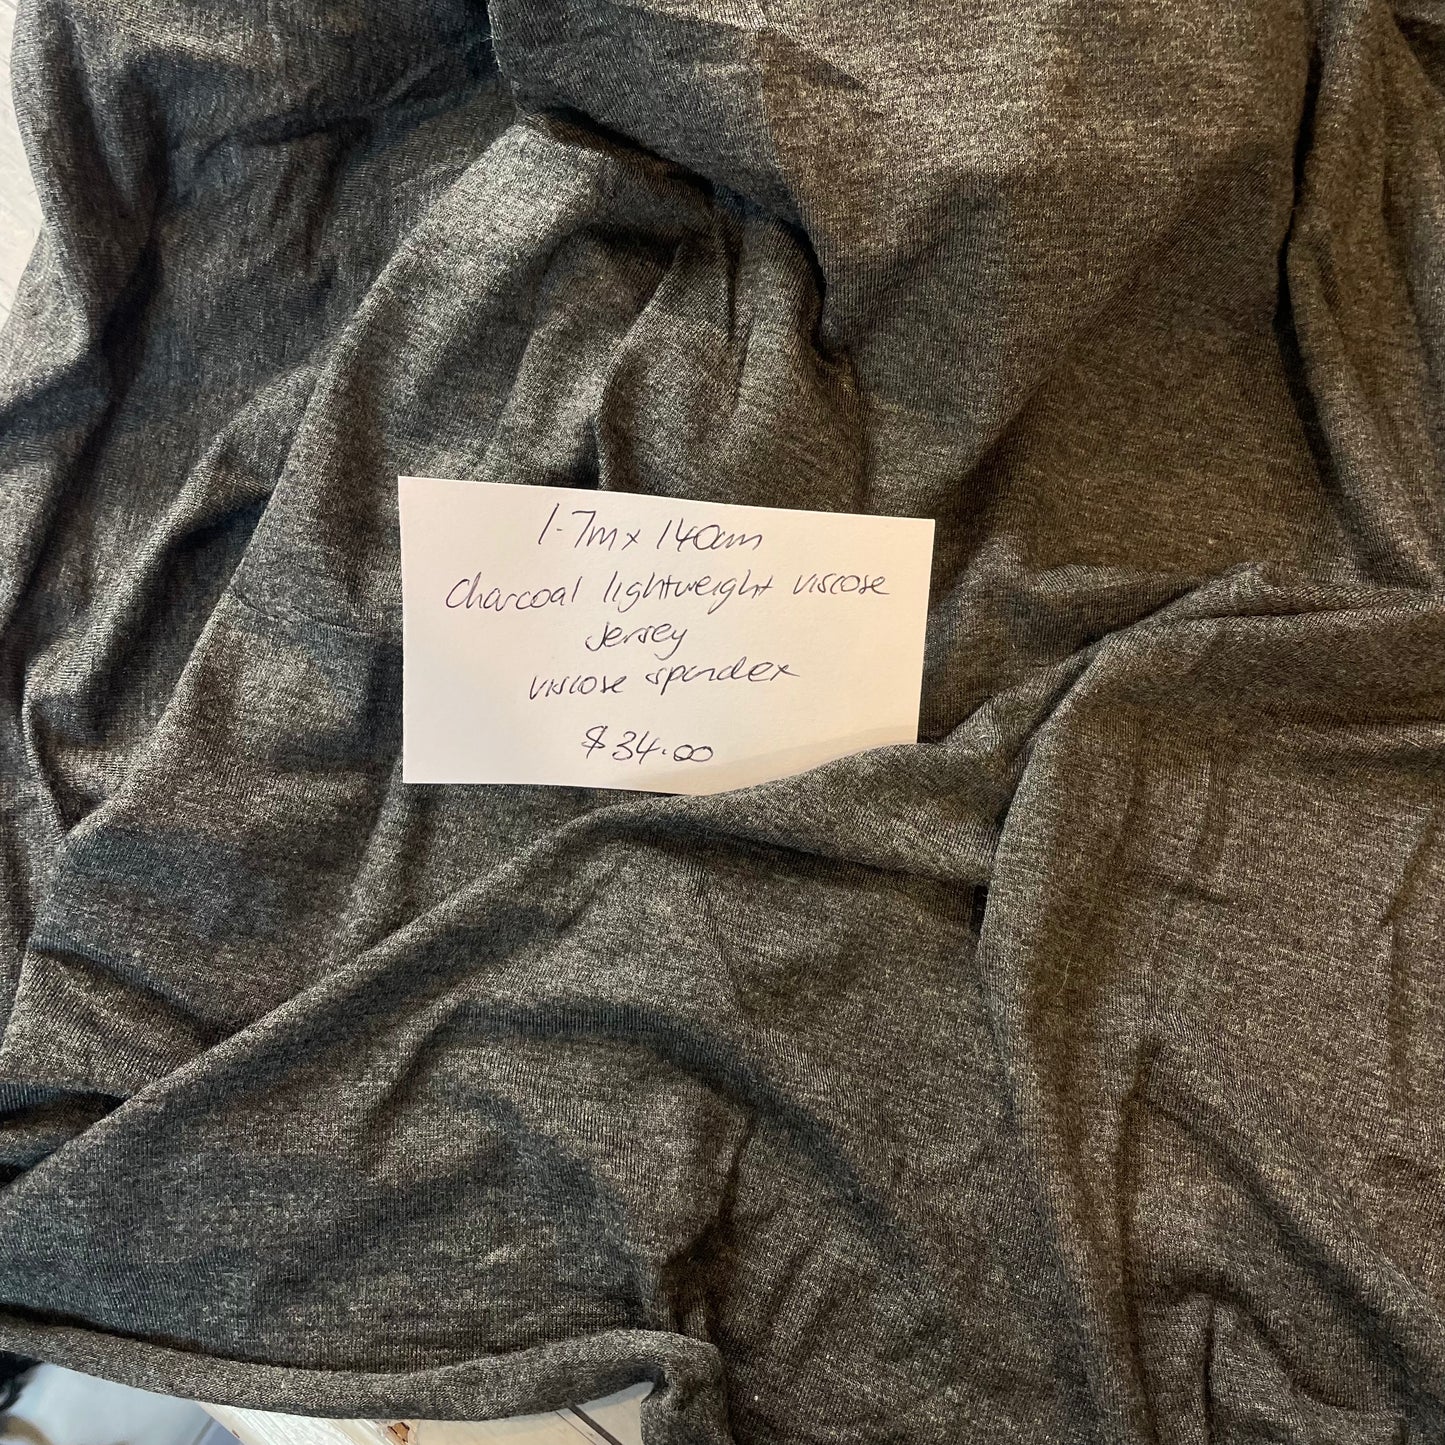 1.7m x 140cm
charcoal lightweight viscose
jersey
viscose spandex
$34.00